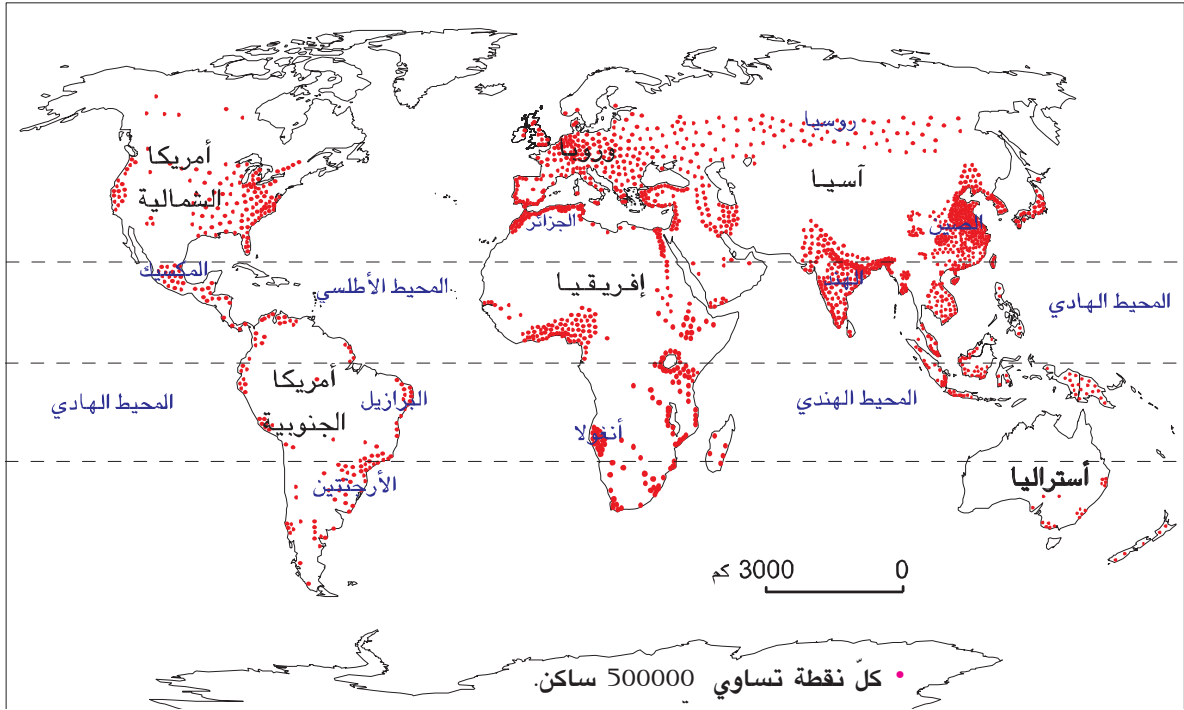 روسيا
أمريكا
الشمالية
وروبا
آسيا
الجزائر
الصين
المكسيك
المحيط الأطلسي
إفريقيا
الهند
المحيط الهادي
أمريكا
الجنوبية
البرازيل
المحيط الهادي
المحيط الهندي
أنغولا
الأرجنتين
أستراليا
3000 كم
0
كلّ نقطة تساوي 500000 ساكن.